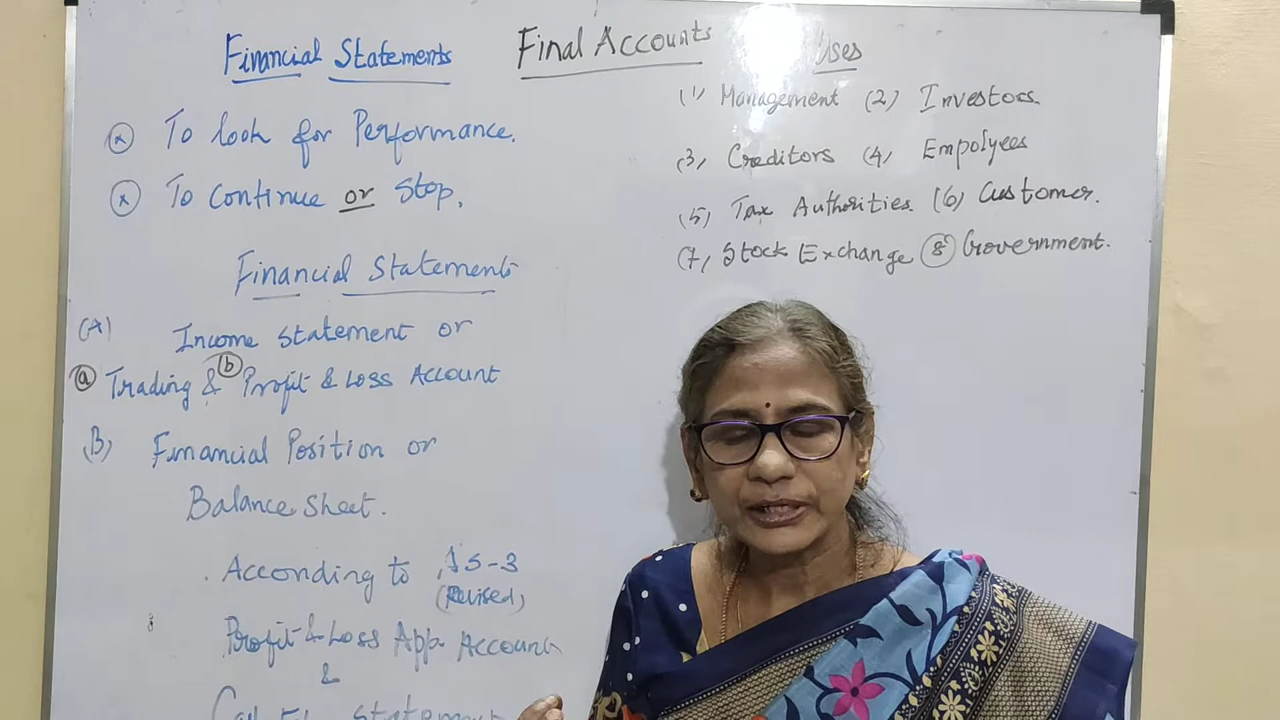 Final Accounts
Financial Statements
(x) To look for Performance.
(x) To Continue or Stop.
Financial Statements
(A) Income Statement or
(a) Trading & (b) Profit & Loss Account
(B) Financial Position or
Balance Sheet.
According to AS-3
(Revised)
Profit & Loss App. Account
&
Statement
Uses
(1) Management (2) Investors.
(3) Creditors (4) Empolyees
(5) Tax Authorities. (6) Customer.
(7) Stock Exchange (8) Government.